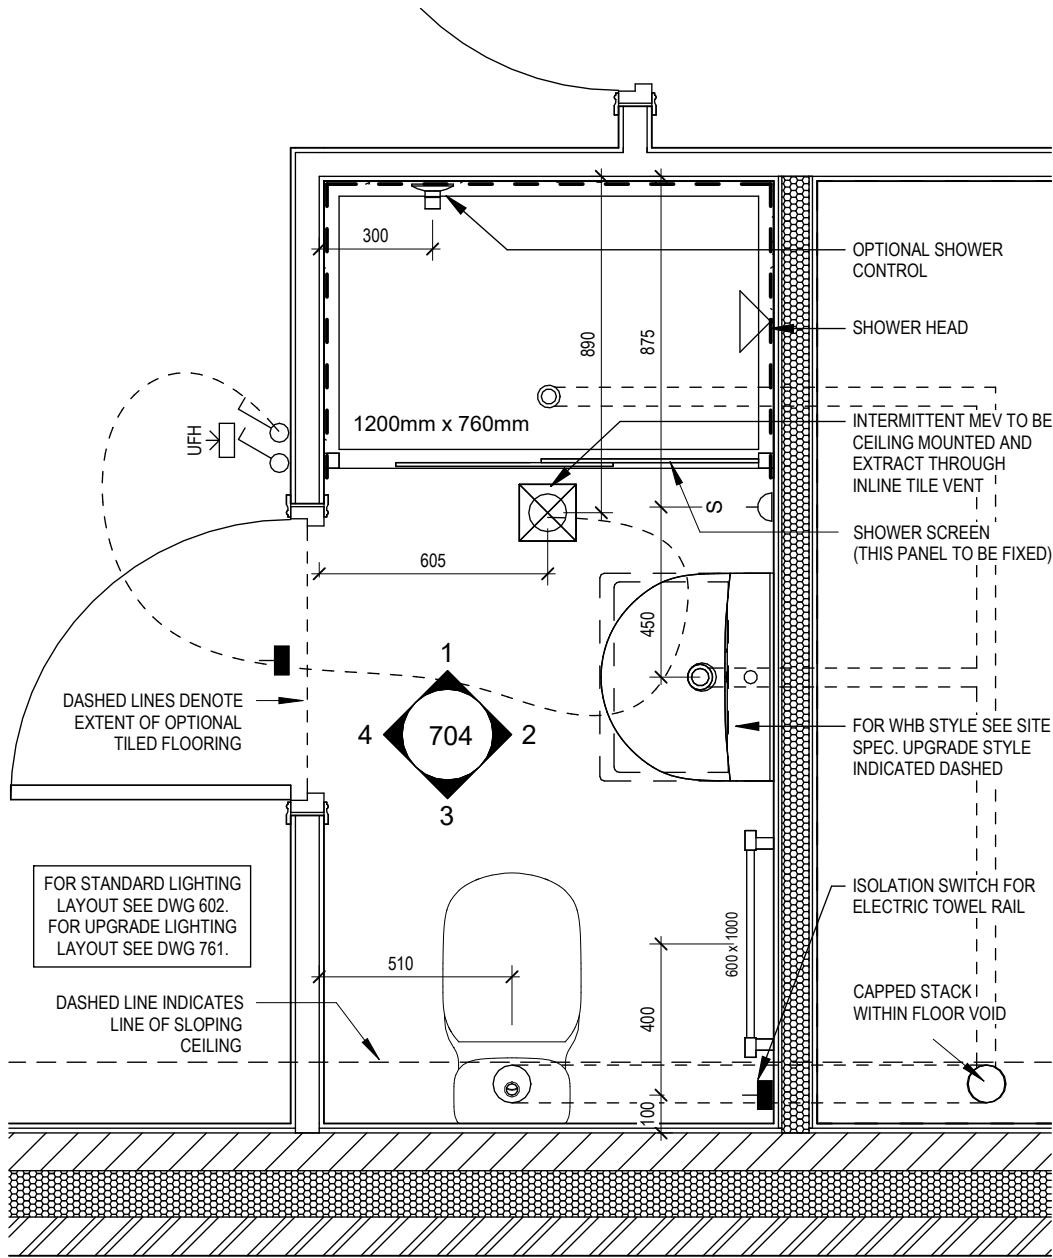 300
OPTIONAL SHOWER
CONTROL
SHOWER HEAD
890
875
1200mm x 760mm
UFH
INTERMITTENT MEV TO BE
CEILING MOUNTED AND
EXTRACT THROUGH
INLINE TILE VENT
S
SHOWER SCREEN
(THIS PANEL TO BE FIXED)
605
450
DASHED LINES DENOTE
EXTENT OF OPTIONAL
TILED FLOORING
1
4
704
2
3
FOR WHB STYLE SEE SITE
SPEC. UPGRADE STYLE
INDICATED DASHED
FOR STANDARD LIGHTING
LAYOUT SEE DWG 602.
FOR UPGRADE LIGHTING
LAYOUT SEE DWG 761.
ISOLATION SWITCH FOR
ELECTRIC TOWEL RAIL
600 x 1000
510
400
DASHED LINE INDICATES
LINE OF SLOPING
CEILING
CAPPED STACK
WITHIN FLOOR VOID
100